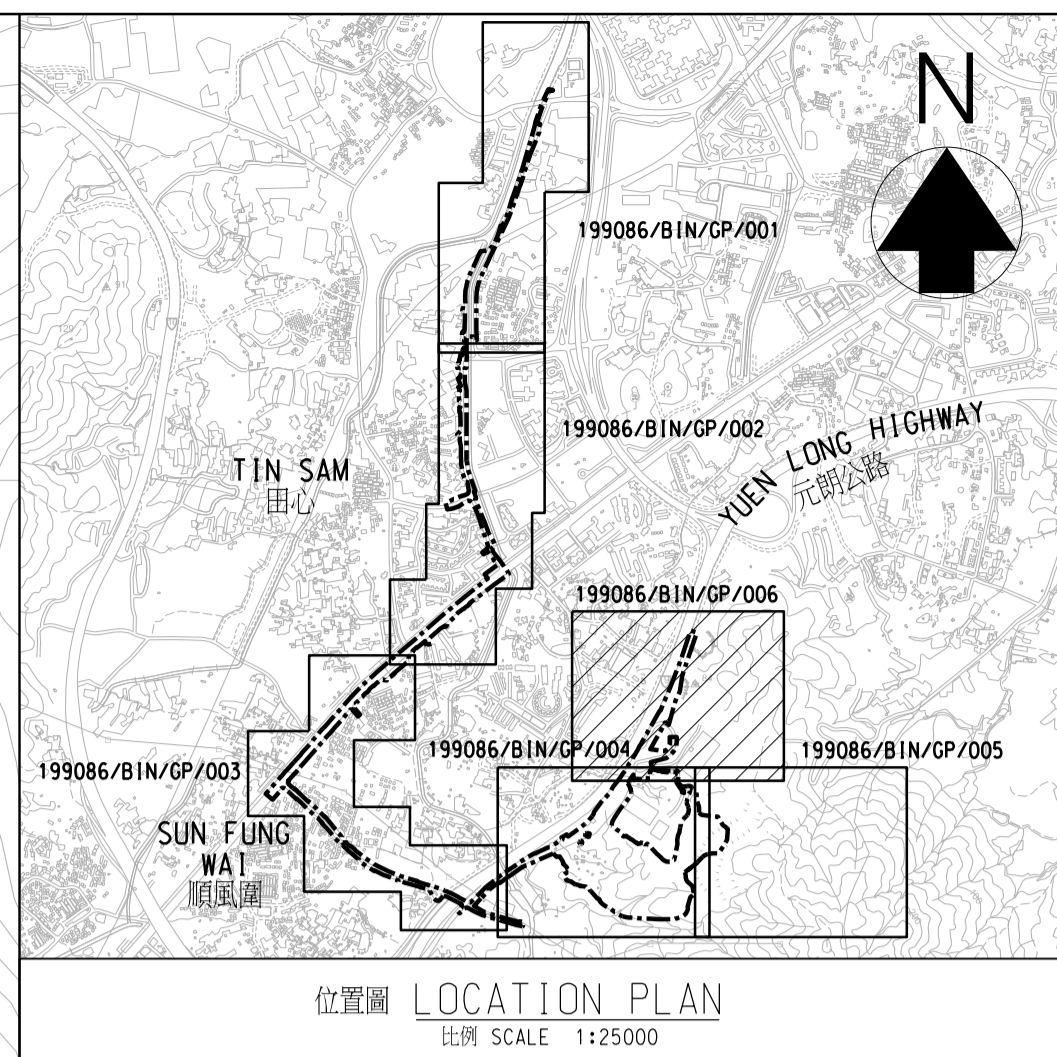 N
199086/BIN/GP/001
199086/BIN/GP/002
YUEN LONG HIGHWAY
元朗公路
TIN SAM
田心
199086/BIN/GP/006
199086/BIN/GP/004
199086/BIN/GP/005
199086/BIN/GP/003
SUN FUNG
WAI
順風圍
位置圖 LOCATION PLAN
比例 SCALE 1:25000